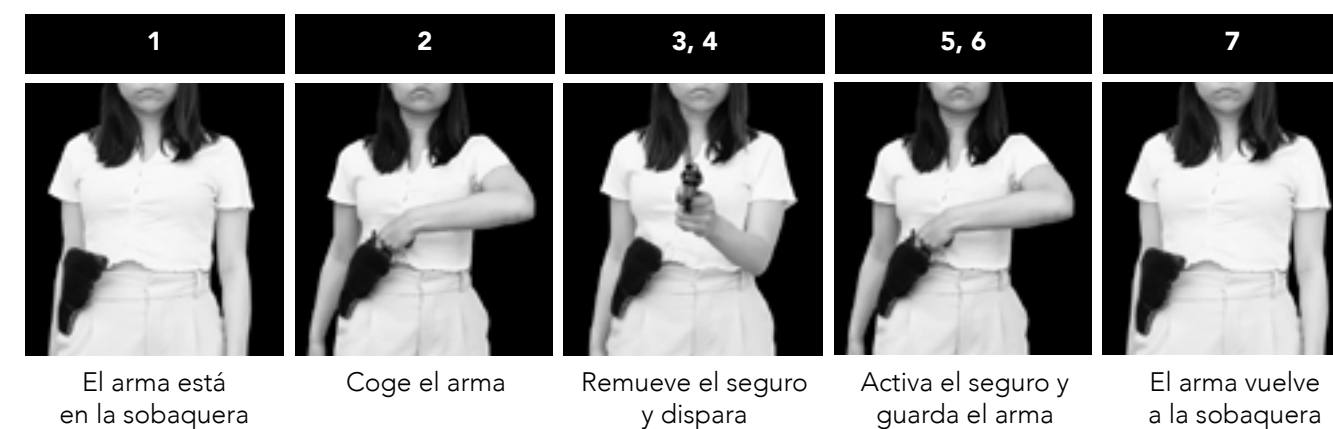 1
2
3, 4
5, 6
7
El arma está
en la sobaquera
Coge el arma
Remueve el seguro
y dispara
Activa el seguro y
guarda el arma
El arma vuelve
a la sobaquera